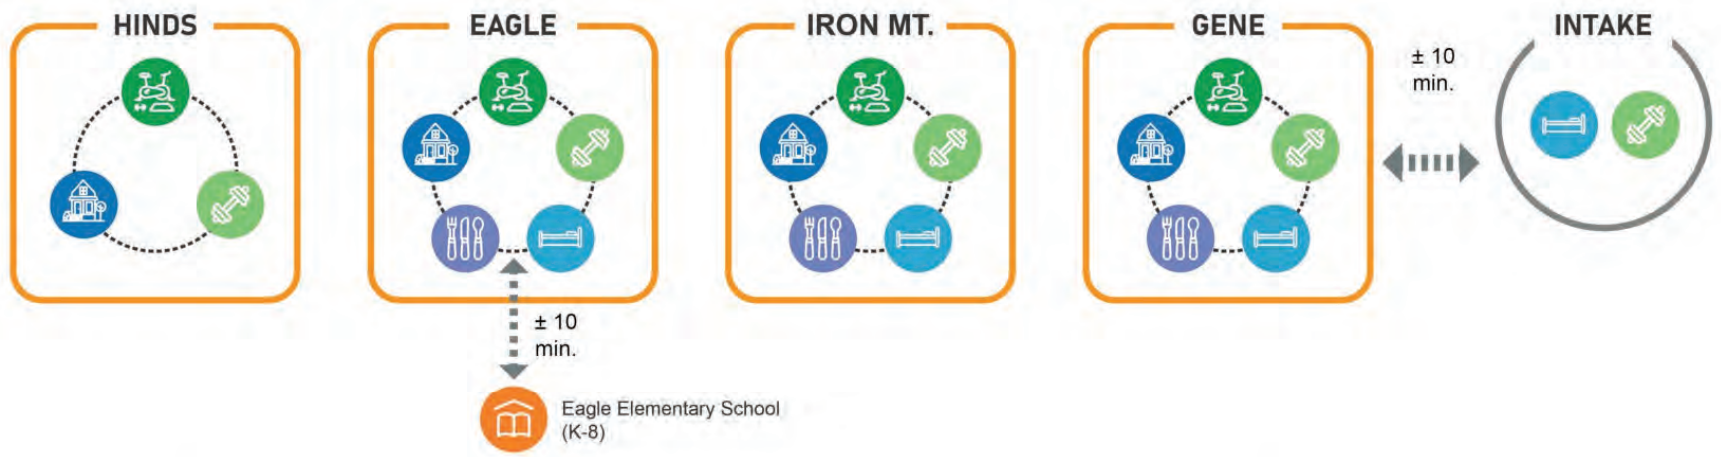 HINDS
EAGLE
IRON MT.
GENE
INTAKE
± 10
min.
± 10
min.
Eagle Elementary School
(K-8)